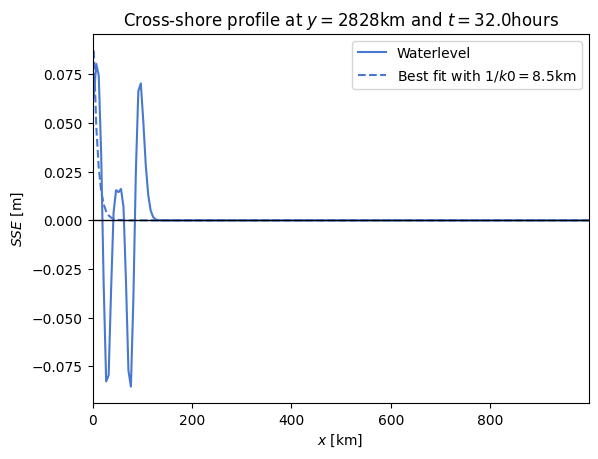 Cross-shore profile at y = 2828km and t = 32.0hours
Waterlevel
Best fit with 1/k0 = 8.5km
0.075
0.050
0.025
0.000
−0.025
−0.050
−0.075
SSE [m]
0 200 400 600 800
x [km]